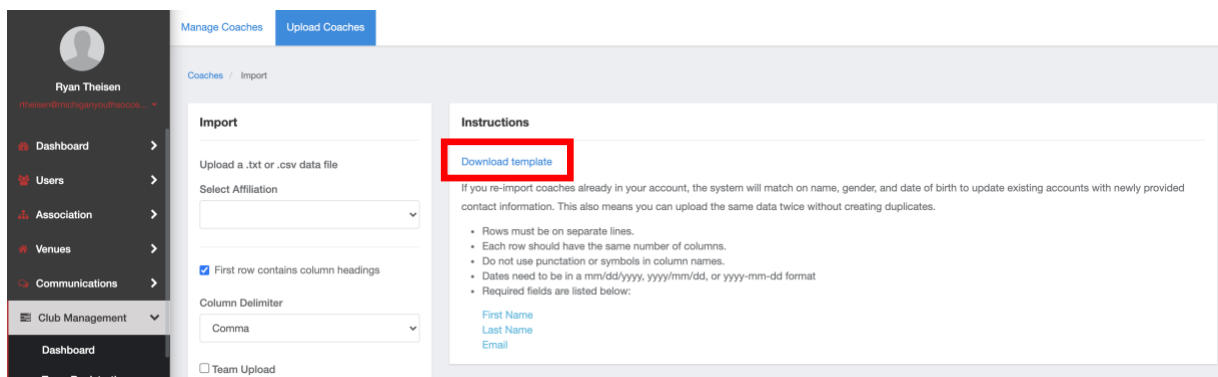 Manage Coaches
Upload Coaches
Ryan Theisen
Coaches / Import
Dashboard
Users
Association
Venues
Communications
Club Management
Dashboard
Import
Upload a .txt or .csv data file
Select Affiliation
First row contains column headings
Column Delimiter
Comma
Team Upload
Instructions
Download template
If you re-import coaches already in your account, the system will match on name, gender, and date of birth to update existing accounts with newly provided
contact information. This also means you can upload the same data twice without creating duplicates.
• Rows must be on separate lines.
• Each row should have the same number of columns.
• Do not use punctation or symbols in column names.
• Dates need to be in a mm/dd/yyyy, yyyy/mm/dd, or yyyy-mm-dd format
• Required fields are listed below:
First Name
Last Name
Email